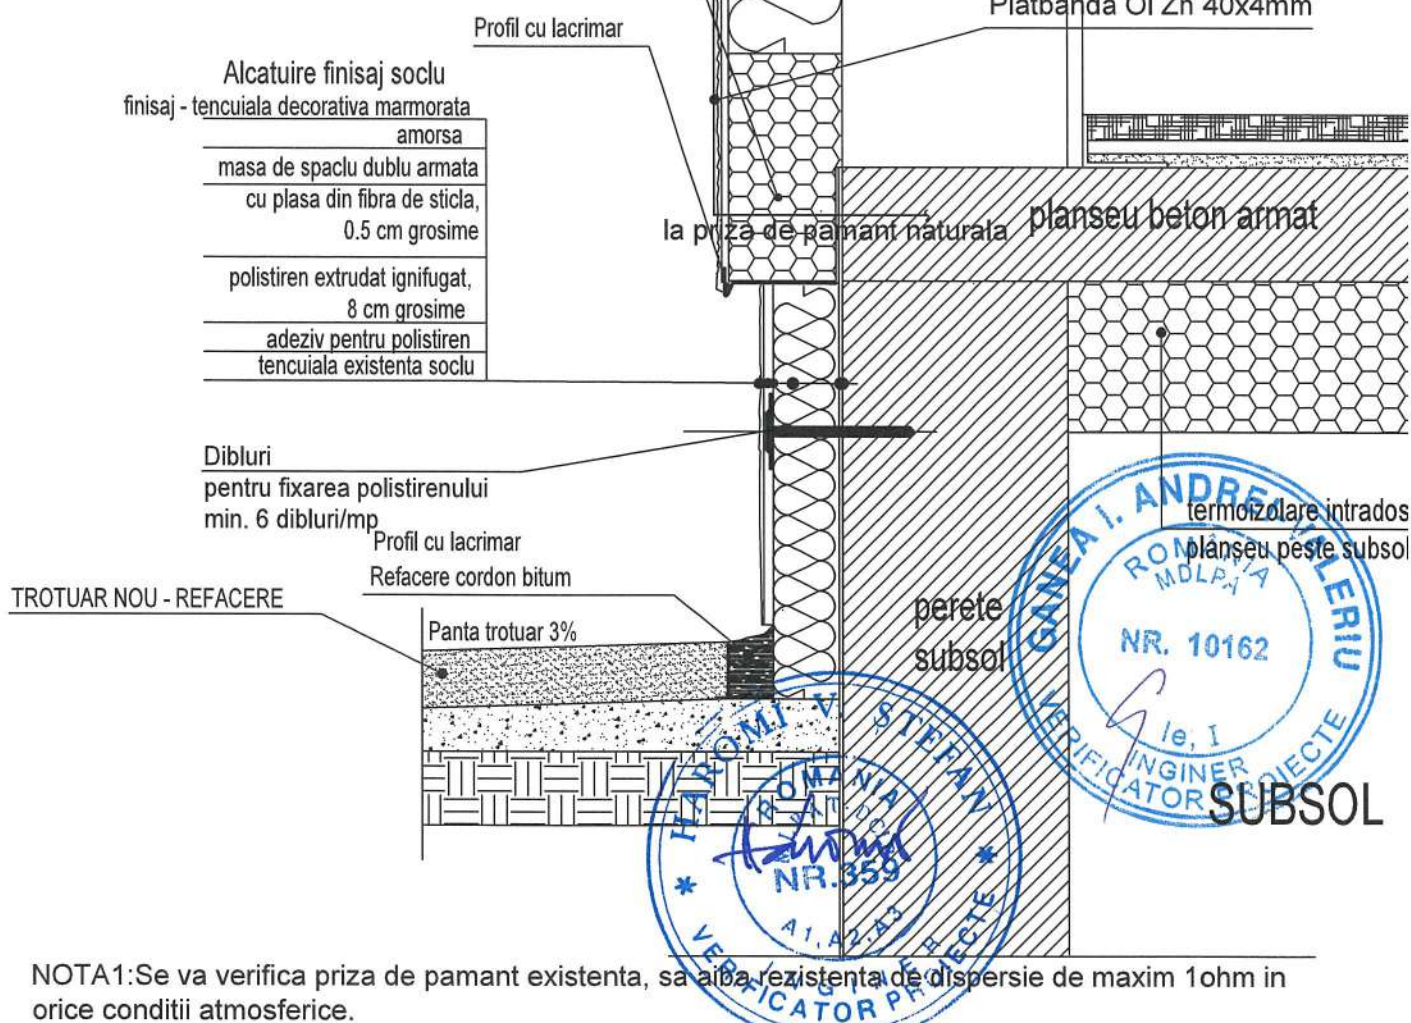 Platbanda Ol Zn 40x4mm
Profil cu lacrimar
Alcatuire finisaj soclu
finisaj - tencuiala decorativa marmorata
amorsa
masa de spaclu dublu armata
cu plasa din fibra de sticla,
0.5 cm grosime
polistiren extrudat ignifugat,
8 cm grosime
adeziv pentru polistiren
tencuiala existenta soclu
la priza de pamant naturala
planseu beton armat
Dibluri
pentru fixarea polistirenului
min. 6 dibluri/mp
Profil cu lacrimar
Refacere cordon bitum
TROTUAR NOU - REFACERE
Panta trotuar 3%
termoizolare intrados
planseu peste subsol
perete
subsol
SUBSOL
GANEA I. ANDREI-VALERIU
ROMÂNIA
MDLPA
NR. 10162
Ie, I
INGINER
VERIFICATOR PROIECTE
HAROMI V. STEFAN
ROMANIA
NR.359
A1, A2, A3
INGINER
VERIFICATOR PROIECTE
NOTA1:Se va verifica priza de pamant existenta, sa aiba rezistenta de dispersie de maxim 1ohm in
orice conditii atmosferice.